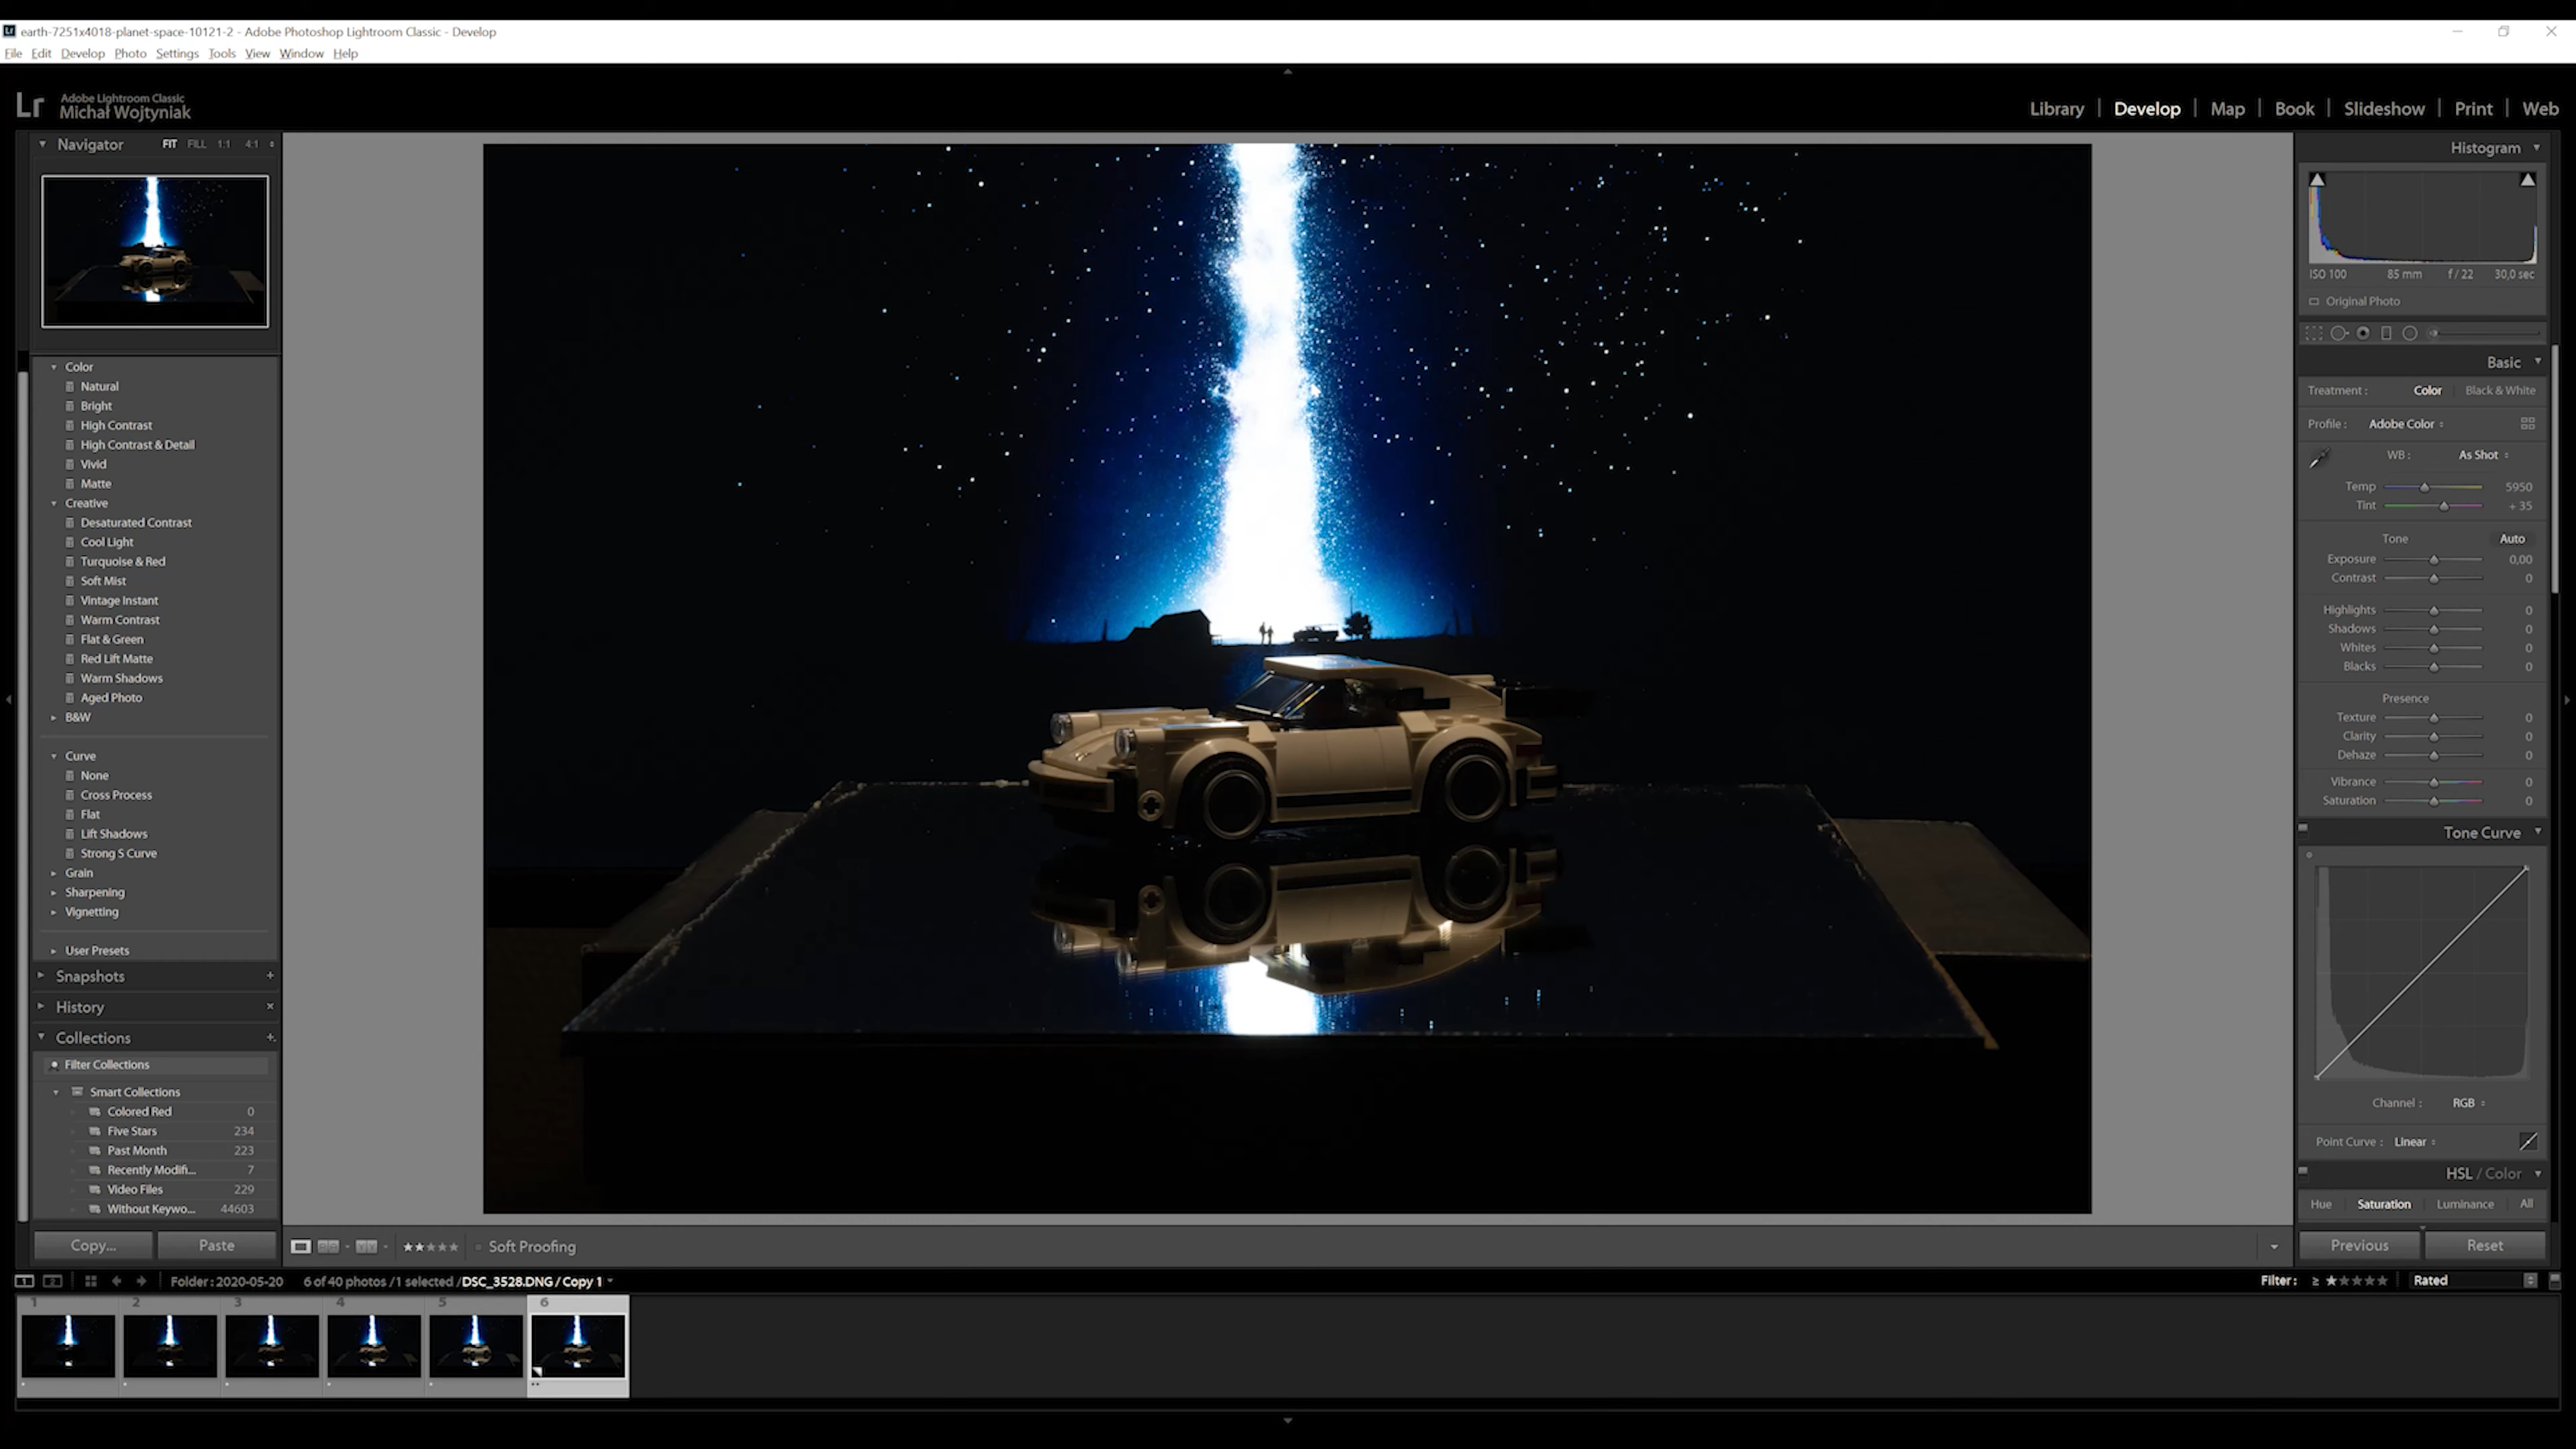 earth-7251x4018-planet-space-10121-2 - Adobe Photoshop Lightroom Classic - Develop
File Edit Develop Photo Settings Tools View Window Help
Lr
Adobe Lightroom Classic
Michał Wojtyniak
Library | Develop | Map | Book | Slideshow | Print | Web
Navigator FIT FILL 1:1 4:1
Color
Natural
Bright
High Contrast
High Contrast & Detail
Vivid
Matte
Creative
Desaturated Contrast
Cool Light
Turquoise & Red
Soft Mist
Vintage Instant
Warm Contrast
Flat & Green
Red Lift Matte
Warm Shadows
Aged Photo
B&W
Curve
None
Cross Process
Flat
Lift Shadows
Strong S Curve
Grain
Sharpening
Vignetting
User Presets
Snapshots +
History ×
Collections +
Filter Collections
Smart Collections
Colored Red 0
Five Stars 234
Past Month 223
Recently Modifi... 7
Video Files 229
Without Keywo... 44603
Copy... Paste
Soft Proofing
Histogram
ISO 100 85 mm f / 22 30,0 sec
Original Photo
Basic
Treatment : Color Black & White
Profile : Adobe Color
WB : As Shot
Temp 5950
Tint + 35
Tone Auto
Exposure 0,00
Contrast 0
Highlights 0
Shadows 0
Whites 0
Blacks 0
Presence
Texture 0
Clarity 0
Dehaze 0
Vibrance 0
Saturation 0
Tone Curve
Channel : RGB
Point Curve : Linear
HSL / Color
Hue Saturation Luminance All
Previous Reset
1 2 Folder : 2020-05-20 6 of 40 photos / 1 selected / DSC_3528.DNG / Copy 1
Filter : ≥ ★★★★★ Rated
1 2 3 4 5 6